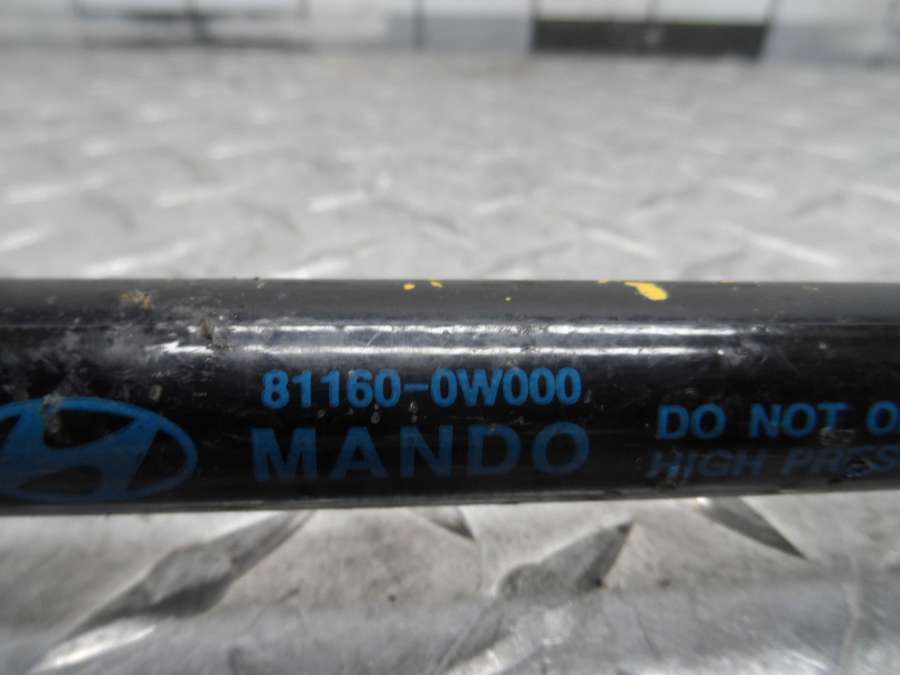 81160-0W000
MANDO
DO NOT O
HIGH PRES